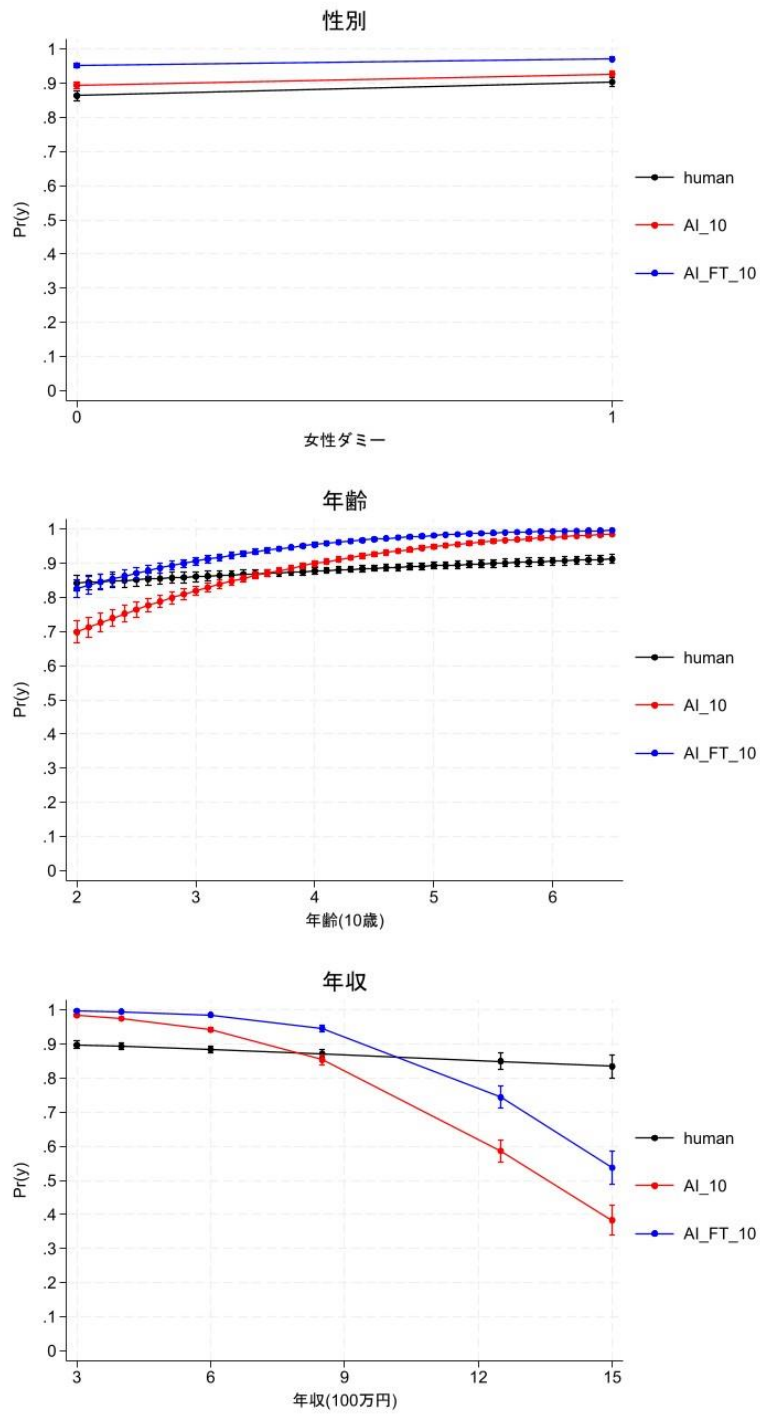 性別
1
.9
.8
.7
.6
.5
.4
.3
.2
.1
0
Pr(y)
0 1
女性ダミー
human
AI_10
AI_FT_10
年齢
1
.9
.8
.7
.6
.5
.4
.3
.2
.1
0
Pr(y)
2 3 4 5 6
年齢(10歳)
human
AI_10
AI_FT_10
年収
1
.9
.8
.7
.6
.5
.4
.3
.2
.1
0
Pr(y)
3 6 9 12 15
年収(100万円)
human
AI_10
AI_FT_10